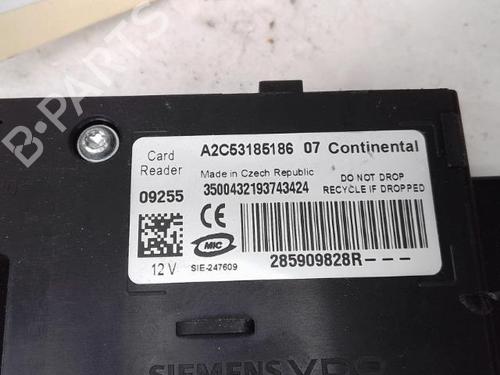 B-PARTS
Card Reader A2C53185186 07 Continental
Made in Czech Republic
DO NOT DROP
RECYCLE IF DROPPED
09255 3500432193743424
CE
MIC
12 V SIE-247609 285909828R---
SIEMENS VDO